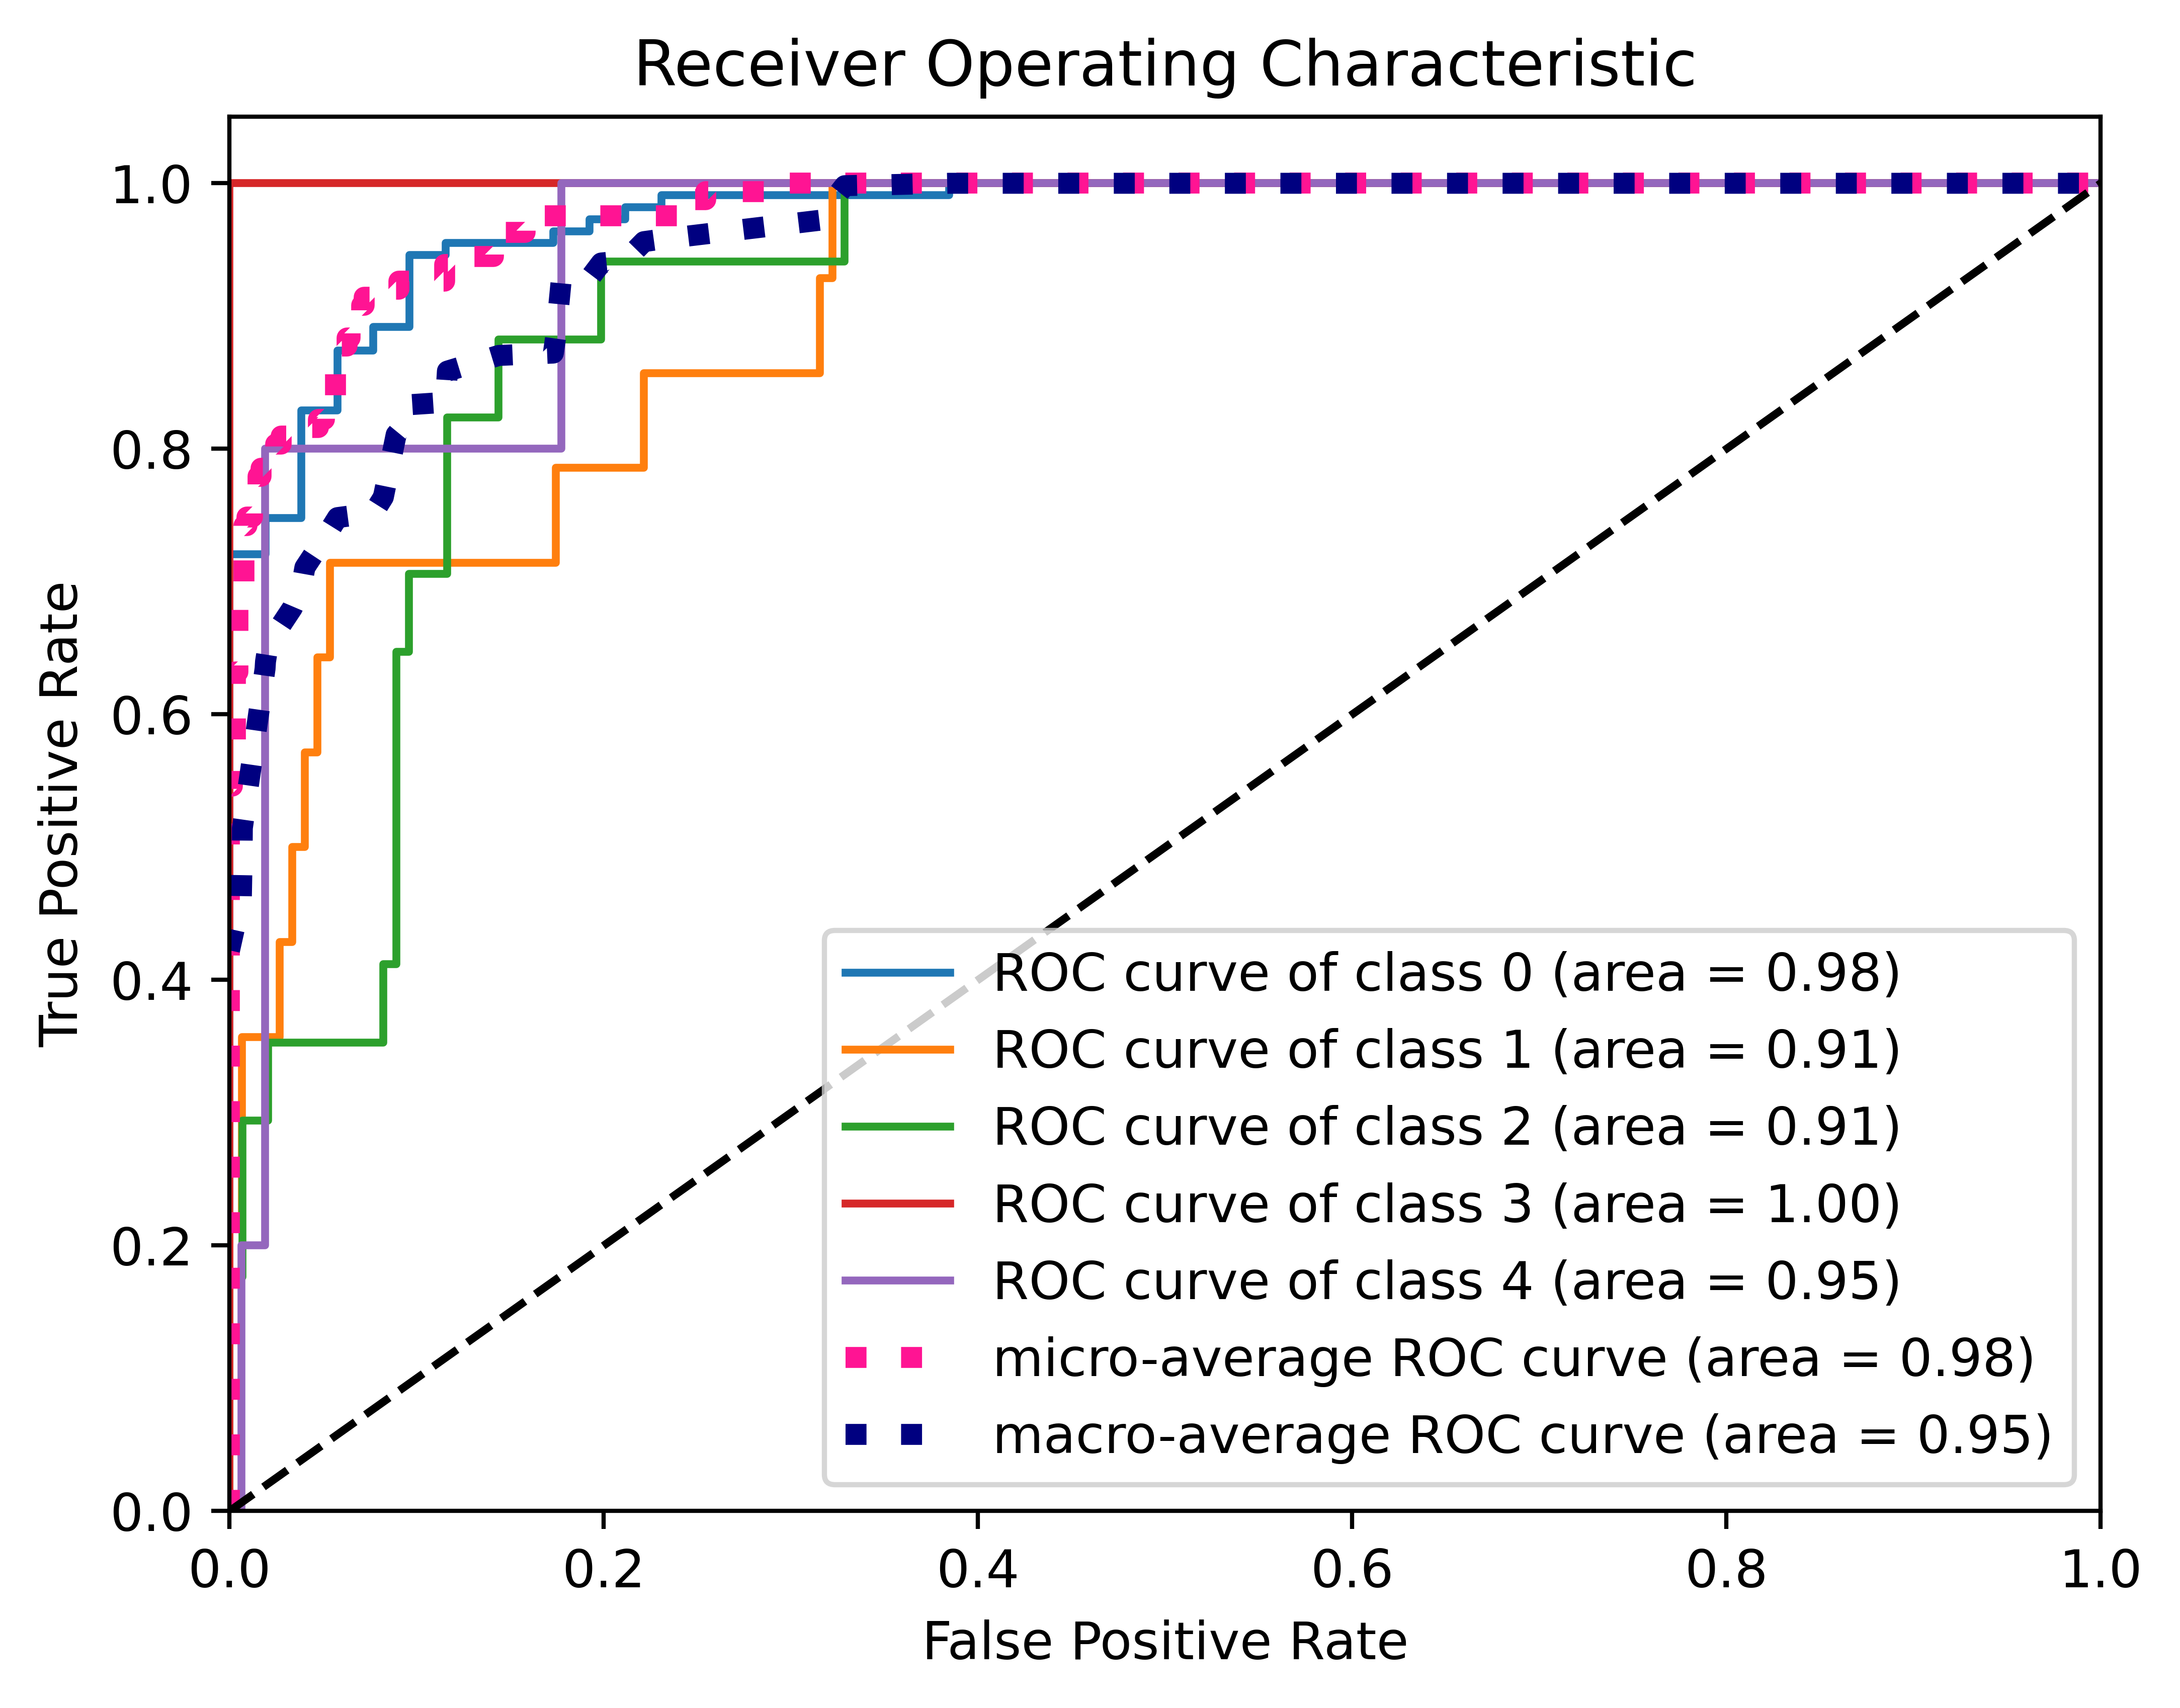 Receiver Operating Characteristic
1.0
0.8
0.6
0.4
0.2
0.0
True Positive Rate
ROC curve of class 0 (area = 0.98)
ROC curve of class 1 (area = 0.91)
ROC curve of class 2 (area = 0.91)
ROC curve of class 3 (area = 1.00)
ROC curve of class 4 (area = 0.95)
micro-average ROC curve (area = 0.98)
macro-average ROC curve (area = 0.95)
0.0 0.2 0.4 0.6 0.8 1.0
False Positive Rate